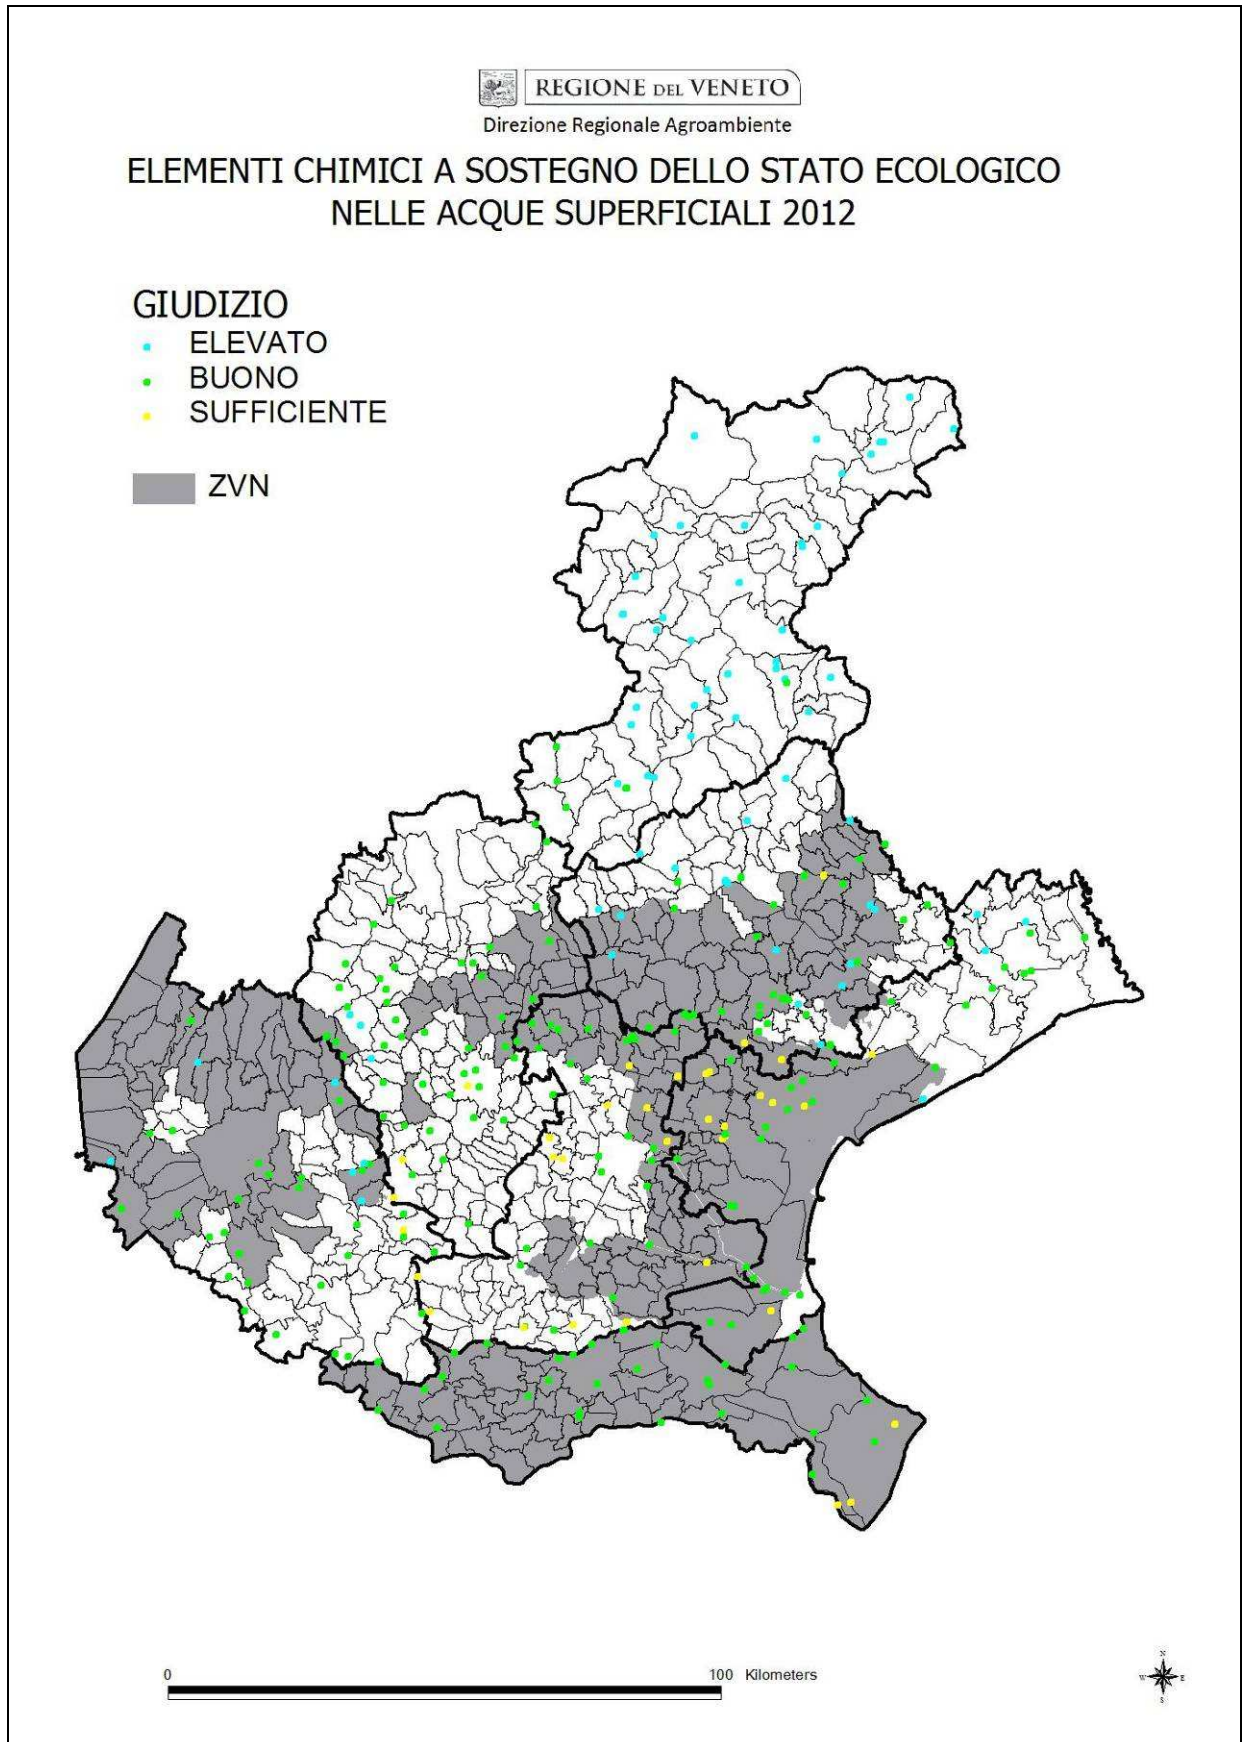 REGIONE DEL VENETO
Direzione Regionale Agroambiente
ELEMENTI CHIMICI A SOSTEGNO DELLO STATO ECOLOGICO
NELLE ACQUE SUPERFICIALI 2012
GIUDIZIO
ELEVATO
BUONO
SUFFICIENTE
ZVN
0 100 Kilometers
N
W E
S